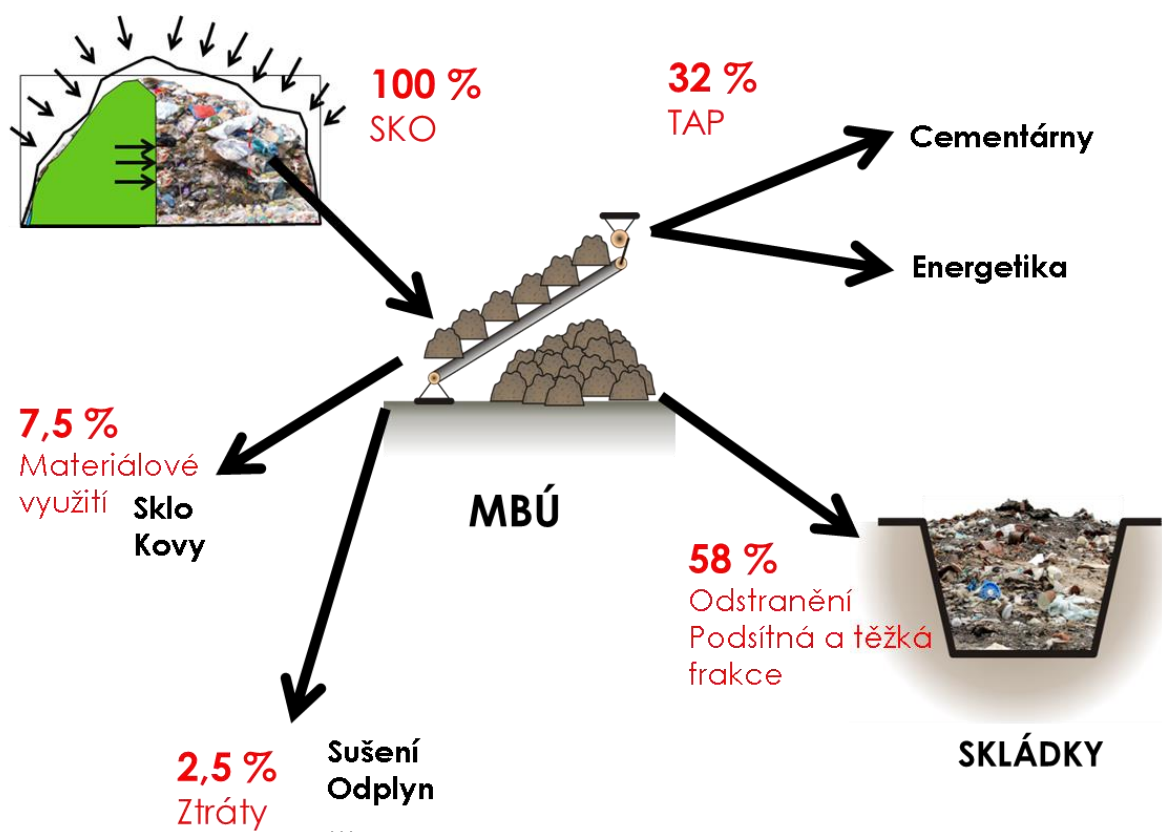 100 %
SKO
32 %
TAP
Cementárny
Energetika
7,5 %
Materiálové
využití
Sklo
Kovy
MBÚ
58 %
Odstranění
Podsítná a těžká
frakce
SKLÁDKY
2,5 %
Ztráty
Sušení
Odplyn
...